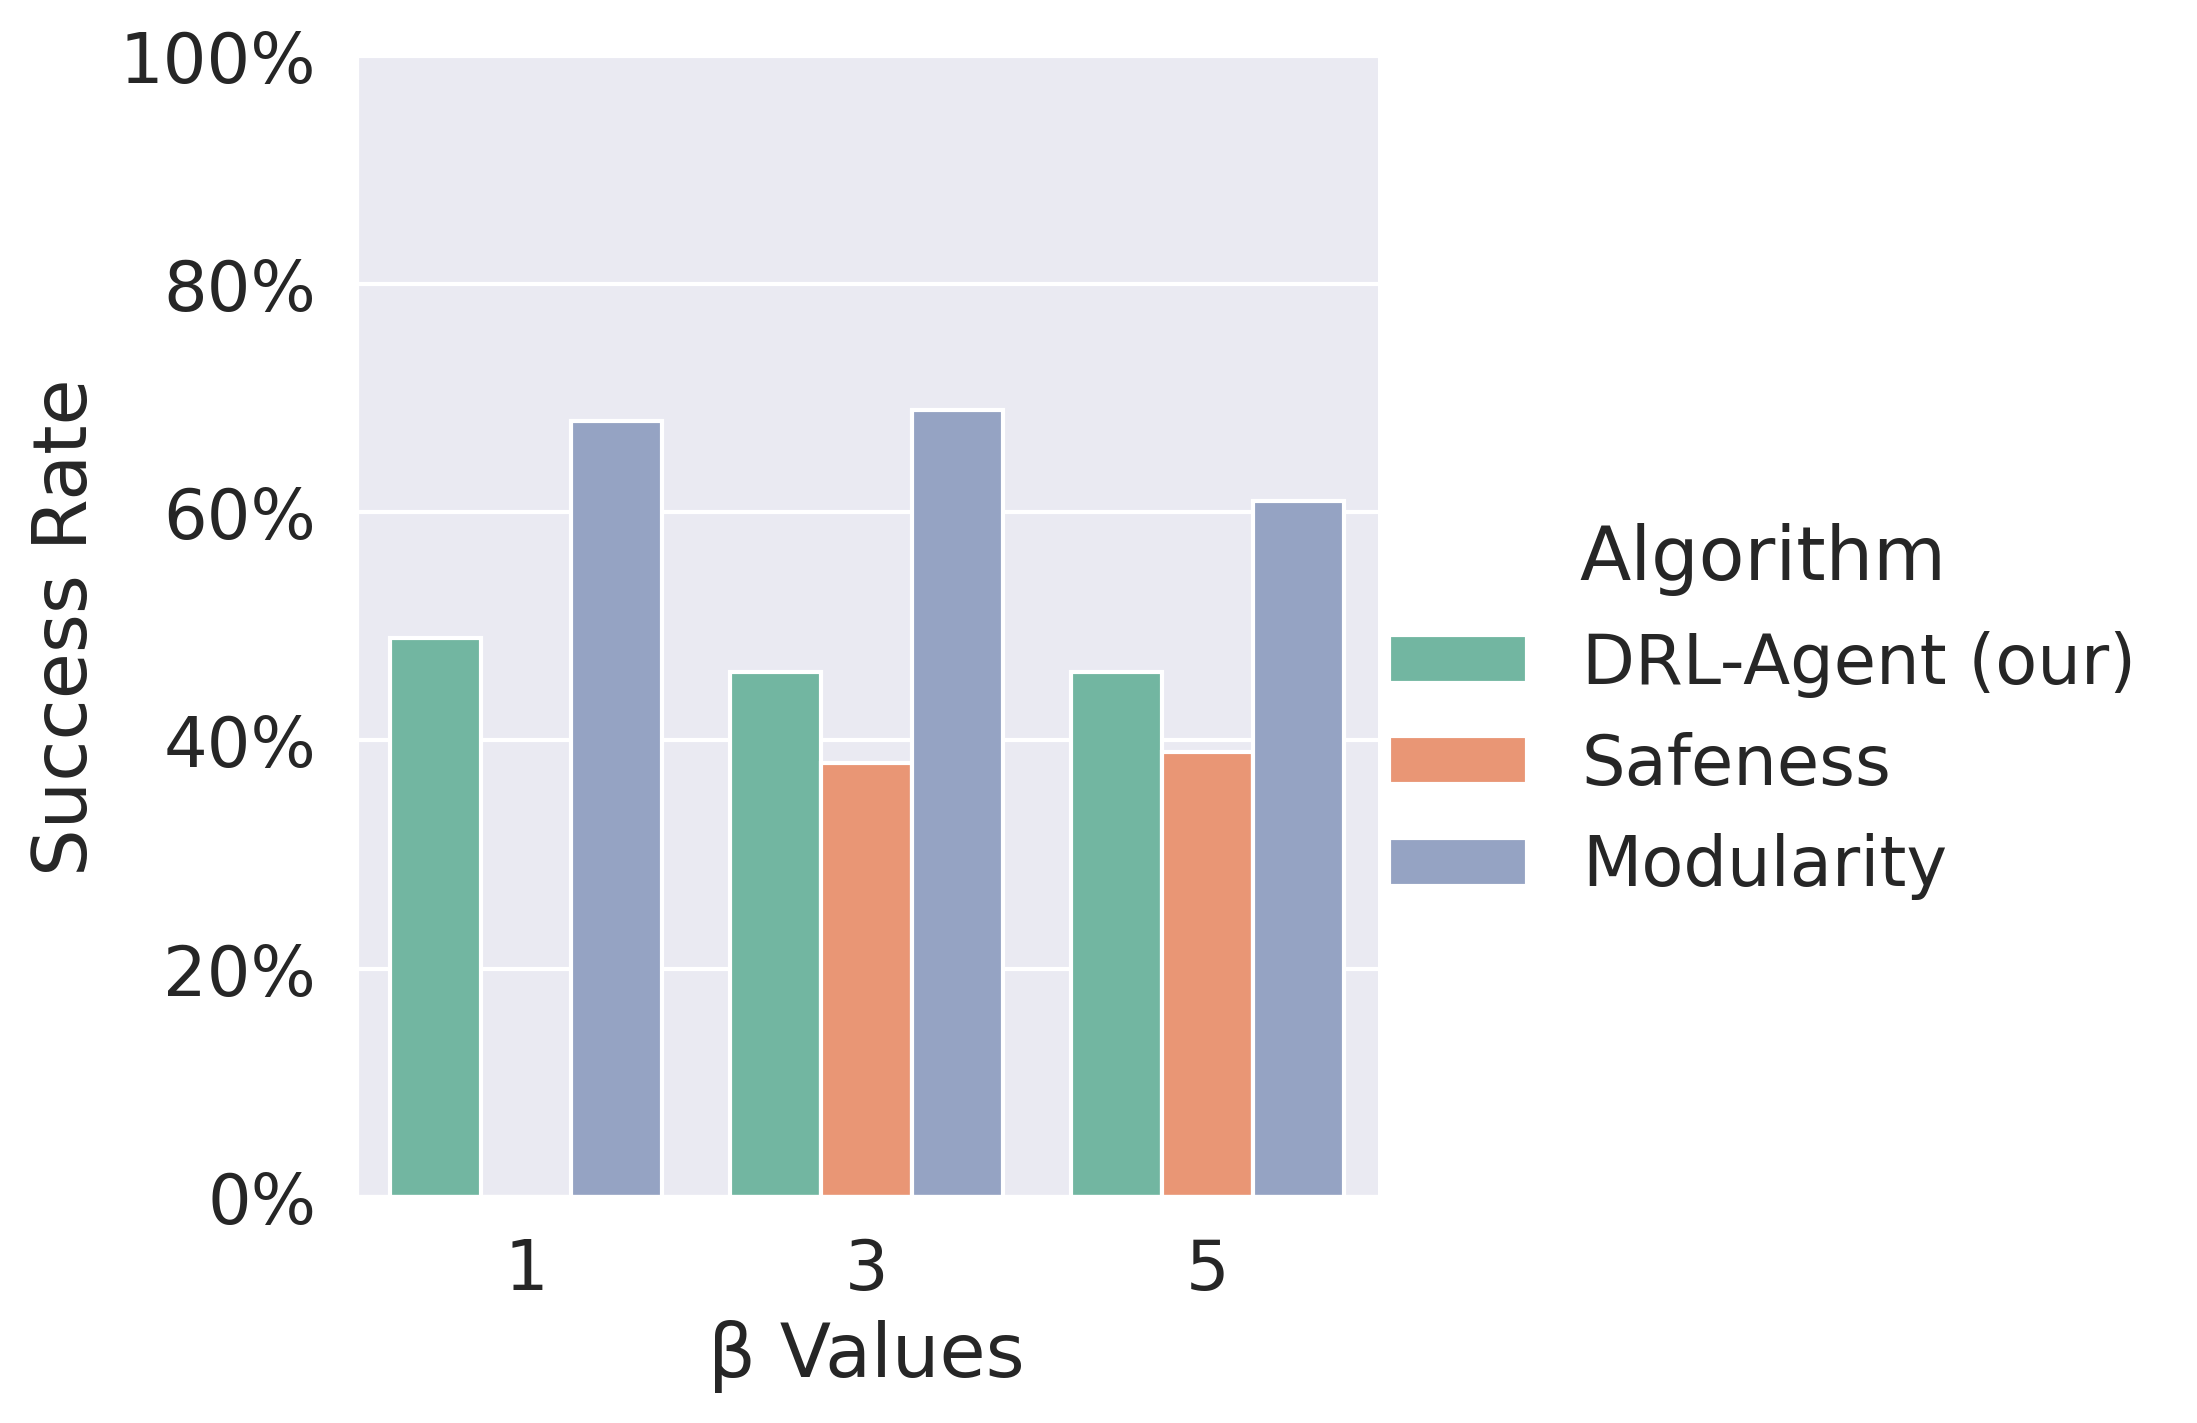 100%
80%
60%
40%
20%
0%
Success Rate
1
3
5
β Values
Algorithm
DRL-Agent (our)
Safeness
Modularity